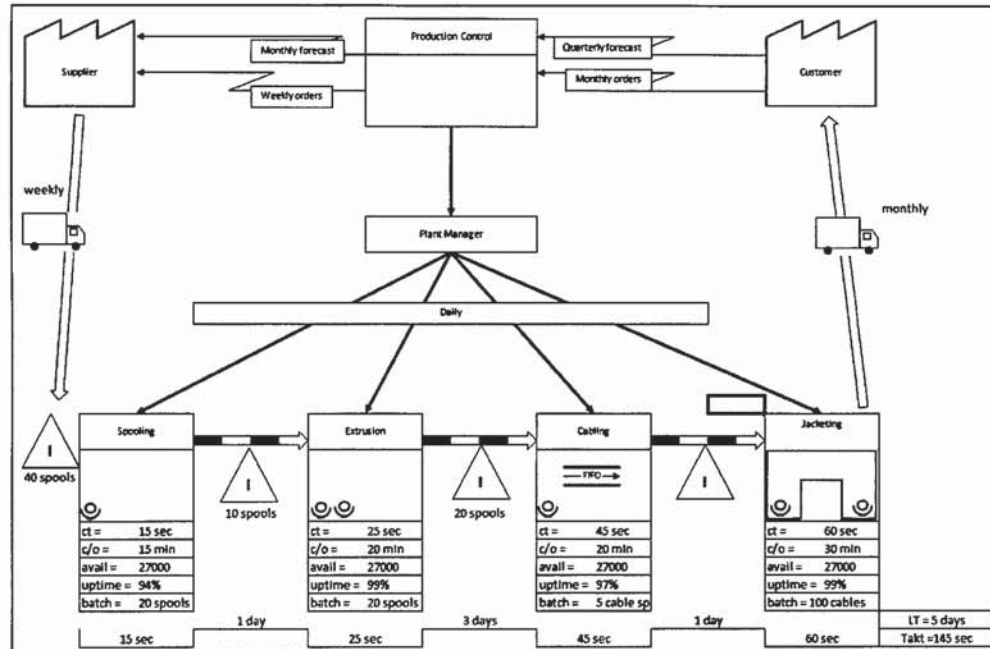 Production Control
Supplier
Monthly forecast
Quarterly forecast
Customer
Weekly orders
Monthly orders
weekly
monthly
Plant Manager
Daily
Spooling
Extrusion
Cabling
Jacketing
I
40 spools
I
10 spools
I
20 spools
FIFO
I
ct = 15 sec
c/o = 15 min
avail = 27000
uptime = 94%
batch = 20 spools
ct = 25 sec
c/o = 20 min
avail = 27000
uptime = 99%
batch = 20 spools
ct = 45 sec
c/o = 20 min
avail = 27000
uptime = 97%
batch = 5 cable sp
ct = 60 sec
c/o = 30 min
avail = 27000
uptime = 99%
batch = 100 cables
1 day
3 days
1 day
LT = 5 days
15 sec
25 sec
45 sec
60 sec
Takt =145 sec